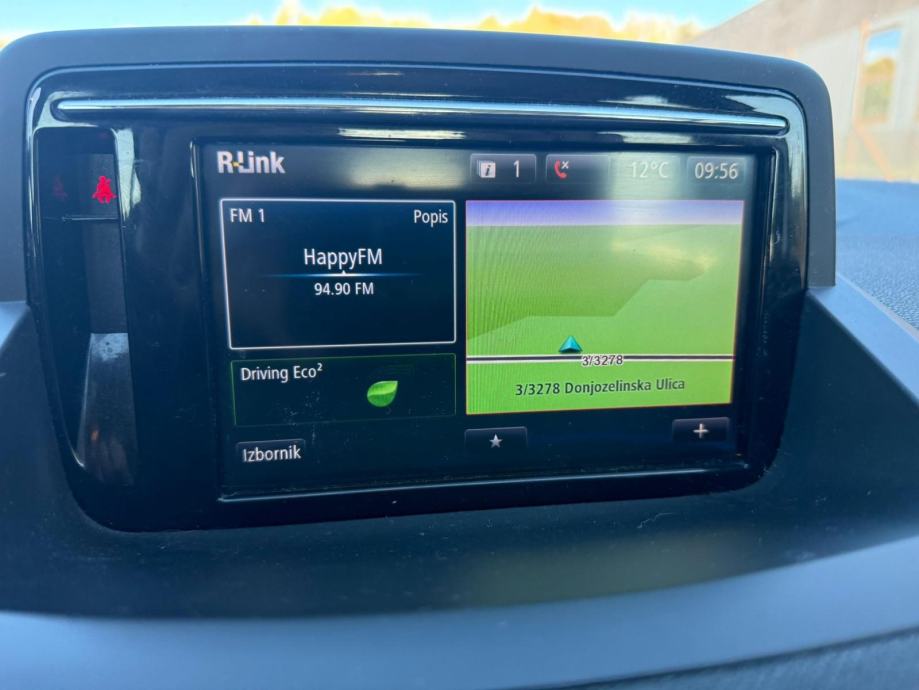 R-Link
i 1
12°C
09:56
FM 1
Popis
HappyFM
94.90 FM
Driving Eco²
3/3278
3/3278 Donjozelinska Ulica
Izbornik
+